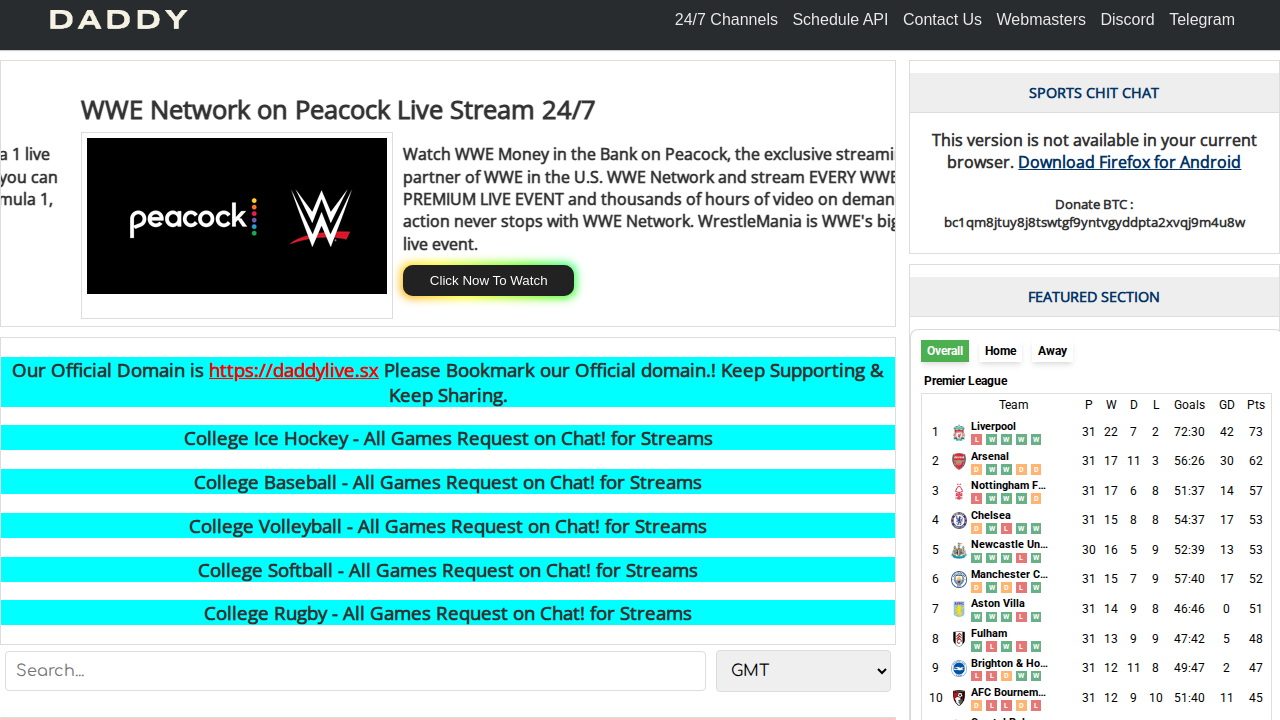 DADDY
24/7 Channels Schedule API Contact Us Webmasters Discord Telegram
WWE Network on Peacock Live Stream 24/7
a 1 live
you can
mula 1,
peacock
Watch WWE Money in the Bank on Peacock, the exclusive streami
partner of WWE in the U.S. WWE Network and stream EVERY WWE
PREMIUM LIVE EVENT and thousands of hours of video on deman
action never stops with WWE Network. WrestleMania is WWE's big
live event.
Click Now To Watch
Our Official Domain is https://daddylive.sx Please Bookmark our Official domain.! Keep Supporting &
Keep Sharing.
College Ice Hockey - All Games Request on Chat! for Streams
College Baseball - All Games Request on Chat! for Streams
College Volleyball - All Games Request on Chat! for Streams
College Softball - All Games Request on Chat! for Streams
College Rugby - All Games Request on Chat! for Streams
Search...
GMT
SPORTS CHIT CHAT
This version is not available in your current
browser. Download Firefox for Android
Donate BTC :
bc1qm8jtuy8j8tswtgf9yntvgyddpta2xvqj9m4u8w
FEATURED SECTION
Overall Home Away
Premier League
Team P W D L Goals GD Pts
1 Liverpool 31 22 7 2 72:30 42 73
L W W W W
2 Arsenal 31 17 11 3 56:26 30 62
D W W D D
3 Nottingham F... 31 17 6 8 51:37 14 57
L W W W D
4 Chelsea 31 15 8 8 54:37 17 53
D W L W W
5 Newcastle Un... 30 16 5 9 52:39 13 53
W W W L W
6 Manchester C... 31 15 7 9 57:40 17 52
D W D L W
7 Aston Villa 31 14 9 8 46:46 0 51
W W W L W
8 Fulham 31 13 9 9 47:42 5 48
W L W L W
9 Brighton & Ho... 31 12 11 8 49:47 2 47
L L D W W
10 AFC Bournem... 31 12 9 10 51:40 11 45
D L L D L